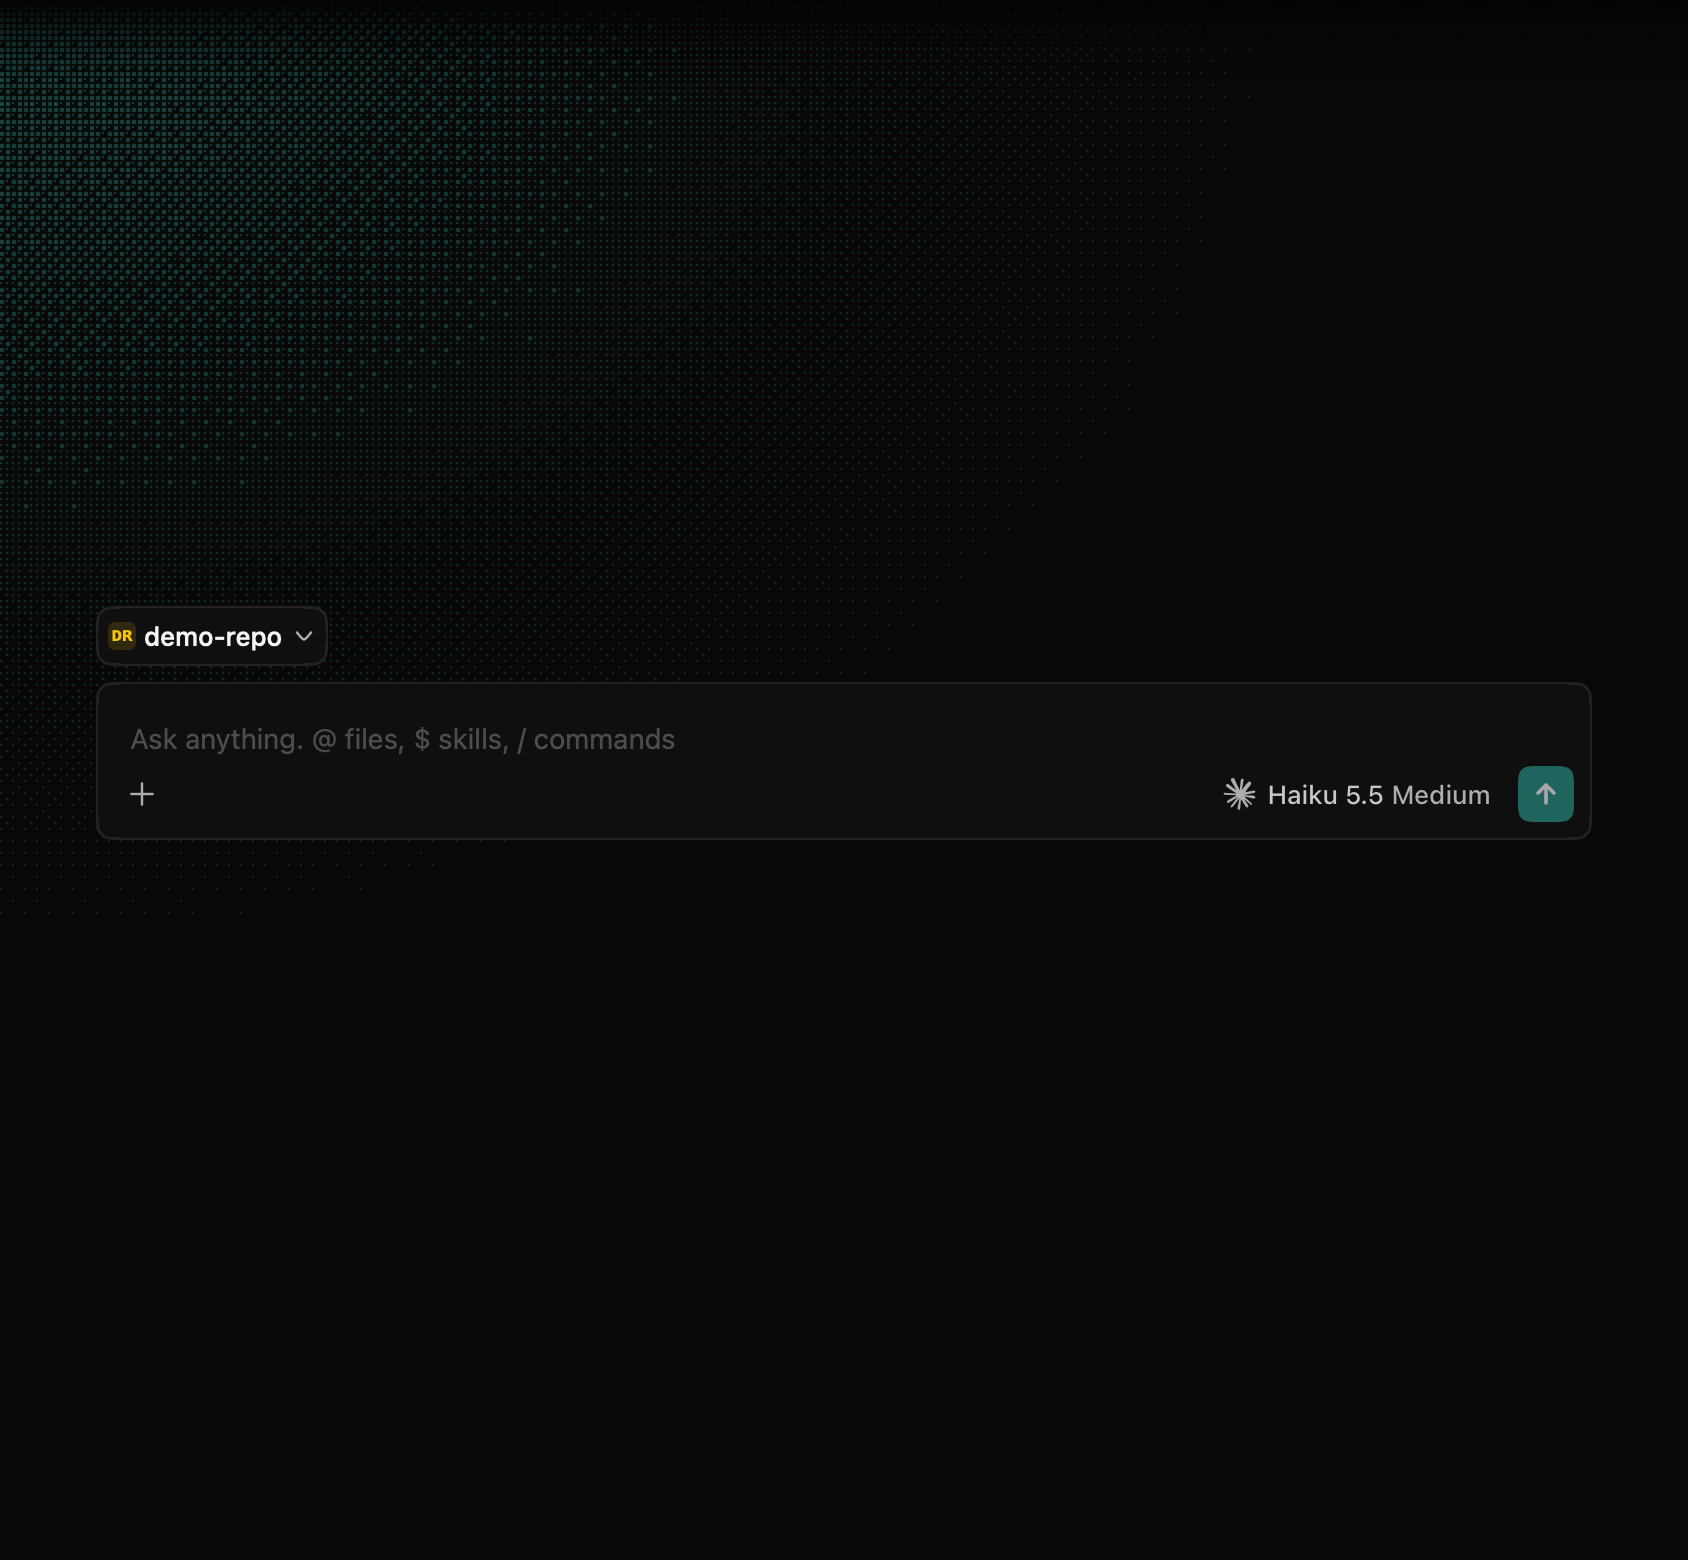 DR demo-repo
Ask anything. @ files, $ skills, / commands
Haiku 5.5 Medium